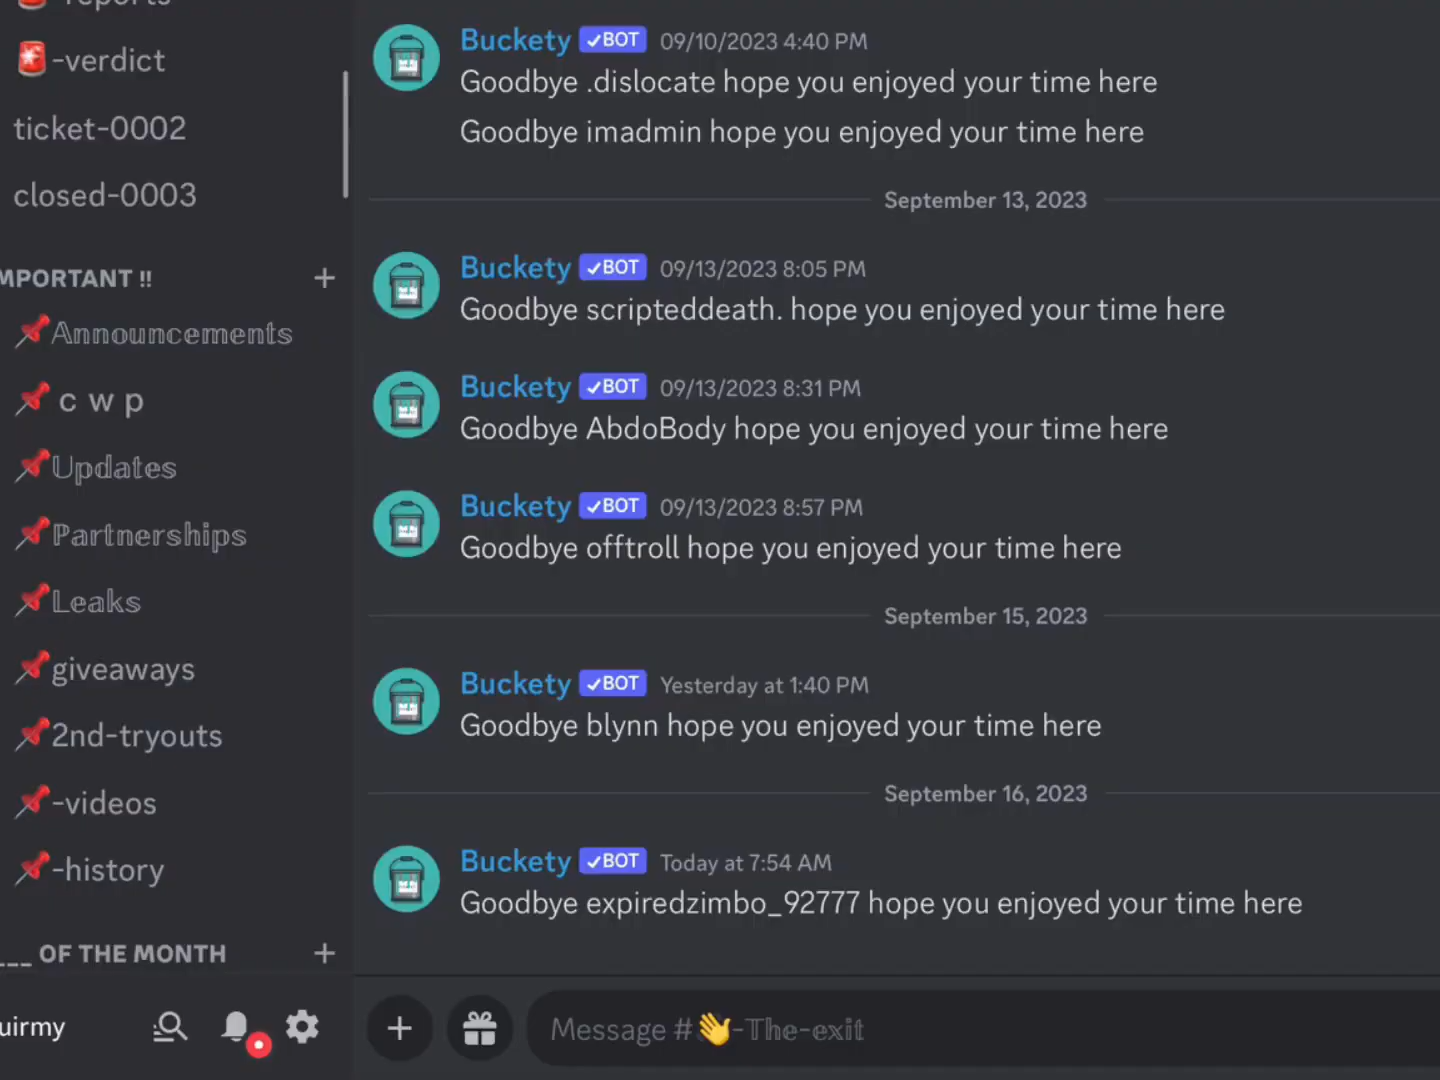 -reports
-verdict
ticket-0002
closed-0003
MPORTANT !!
Announcements
c w p
Updates
Partnerships
Leaks
giveaways
2nd-tryouts
-videos
-history
___ OF THE MONTH
uirmy
Buckety ✓BOT 09/10/2023 4:40 PM
Goodbye .dislocate hope you enjoyed your time here
Goodbye imadmin hope you enjoyed your time here
September 13, 2023
Buckety ✓BOT 09/13/2023 8:05 PM
Goodbye scripteddeath. hope you enjoyed your time here
Buckety ✓BOT 09/13/2023 8:31 PM
Goodbye AbdoBody hope you enjoyed your time here
Buckety ✓BOT 09/13/2023 8:57 PM
Goodbye offtroll hope you enjoyed your time here
September 15, 2023
Buckety ✓BOT Yesterday at 1:40 PM
Goodbye blynn hope you enjoyed your time here
September 16, 2023
Buckety ✓BOT Today at 7:54 AM
Goodbye expiredzimbo_92777 hope you enjoyed your time here
Message #👋-The-exit